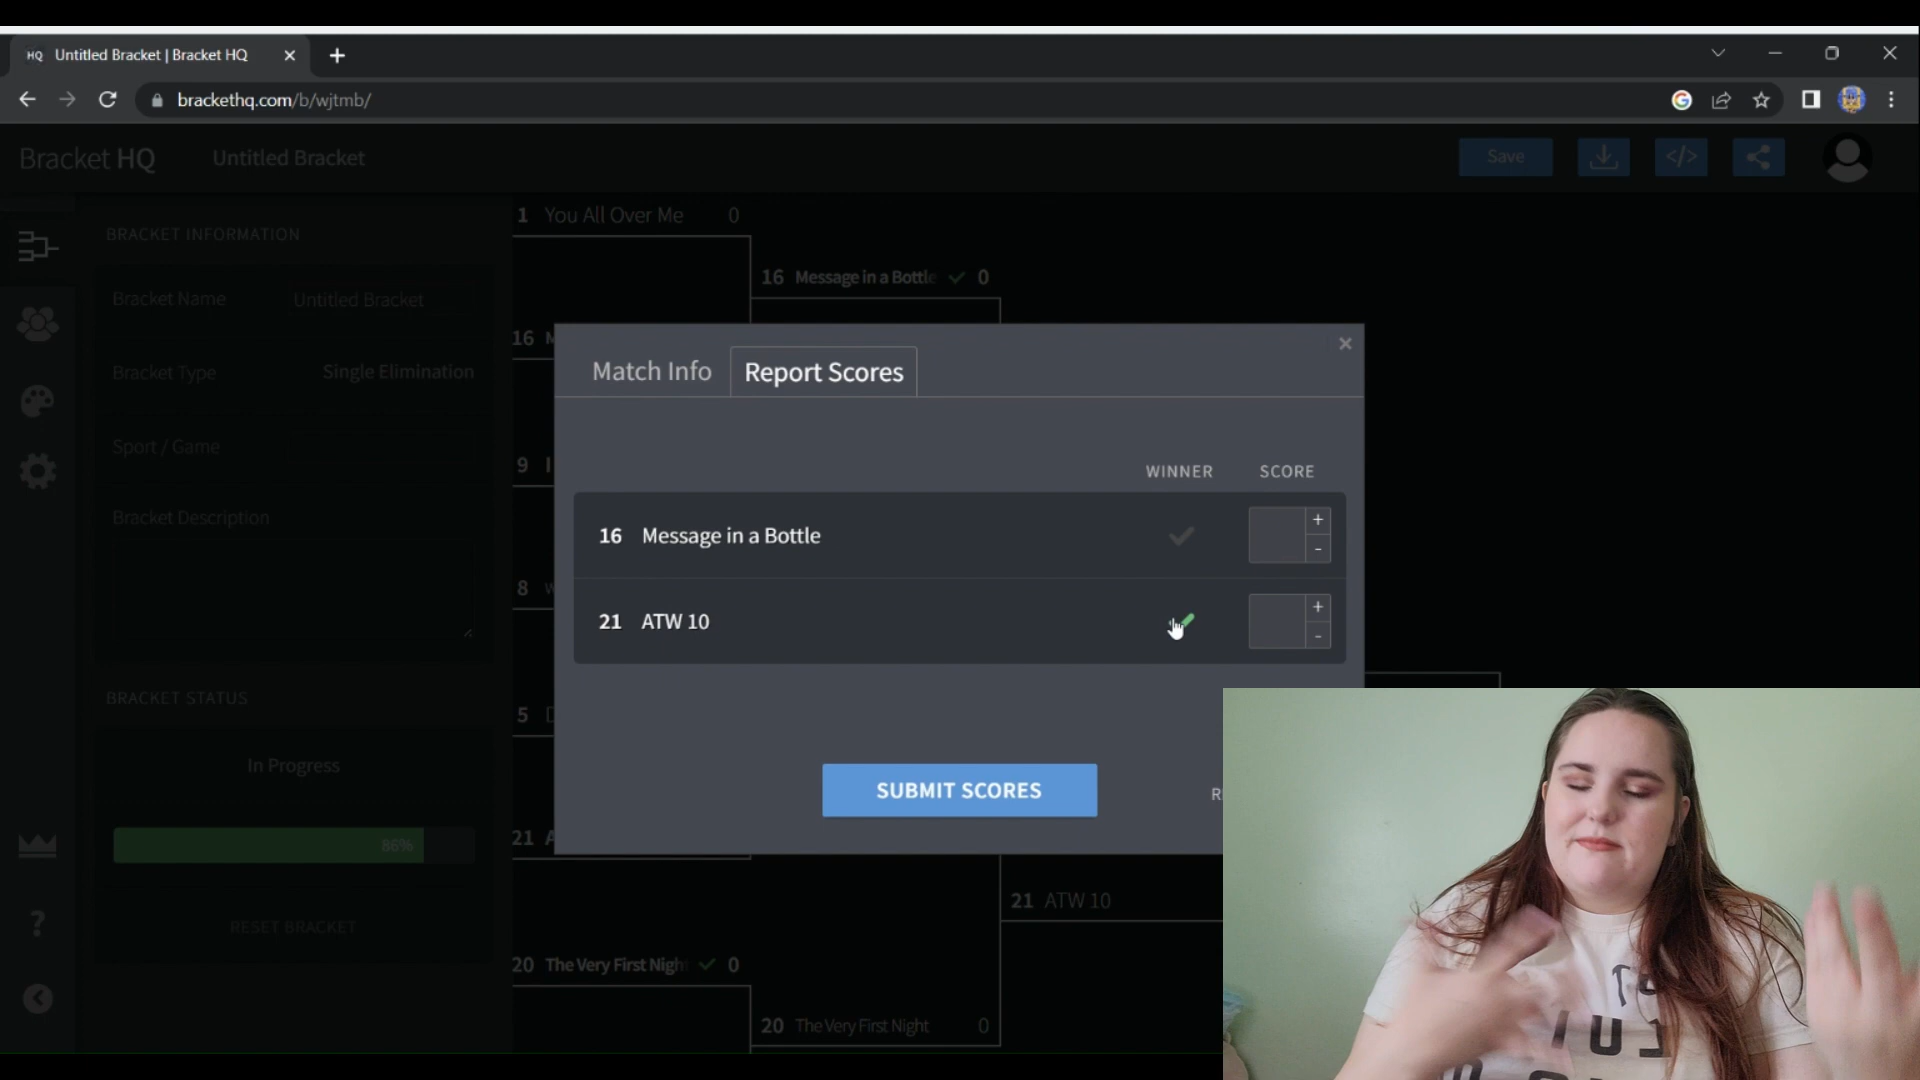 HQ Untitled Bracket | Bracket HQ
brackethq.com/b/wjtmb/
Bracket HQ
Untitled Bracket
Save
</>
BRACKET INFORMATION
Bracket Name
Untitled Bracket
Bracket Type
Single Elimination
Sport / Game
Bracket Description
BRACKET STATUS
In Progress
86%
RESET BRACKET
1 You All Over Me 0
16 Message in a Bottle 0
16
9
8
5
21
21 ATW 10
20 The Very First Nigh 0
20 The Very First Night 0
Match Info
Report Scores
WINNER
SCORE
16 Message in a Bottle
21 ATW 10
SUBMIT SCORES